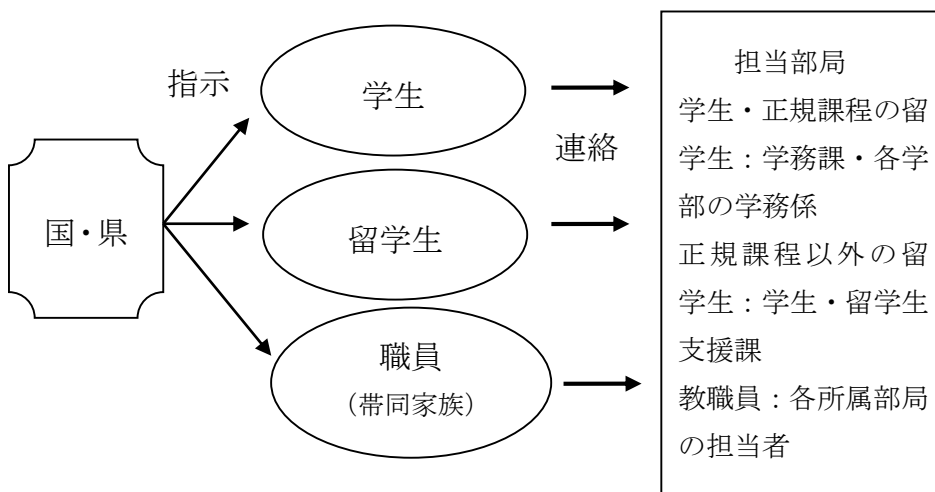 国・県
指示
学生
留学生
職員
（帯同家族）
連絡
担当部局
学生・正規課程の留
学生：学務課・各学
部の学務係
正規課程以外の留
学生：学生・留学生
支援課
教職員：各所属部局
の担当者